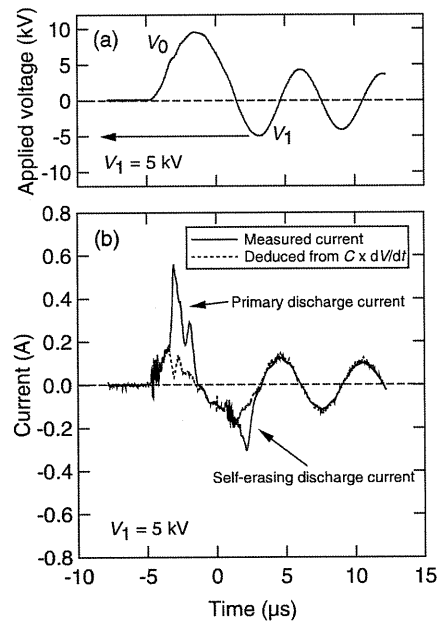 (a)
V0
V1
V1 = 5 kV
Applied voltage (kV)
10
5
0
-5
-10
(b)
Measured current
Deduced from C x dV/dt
Primary discharge current
Self-erasing discharge current
V1 = 5 kV
Current (A)
0.8
0.6
0.4
0.2
0.0
-0.2
-0.4
-0.6
-0.8
-10 -5 0 5 10 15
Time (μs)